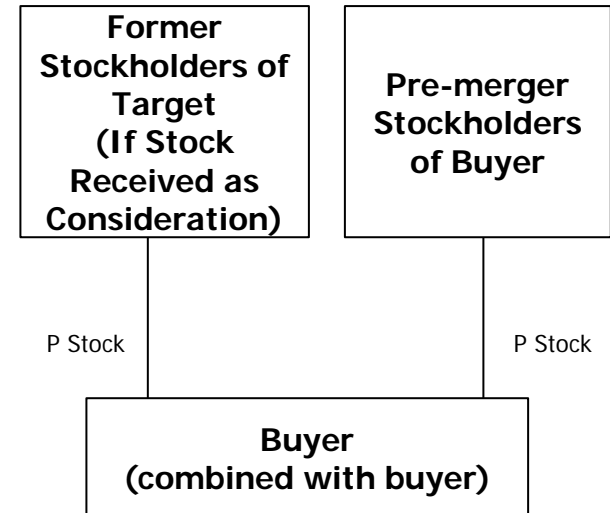 Former
Stockholders of
Target
(If Stock
Received as
Consideration)
Pre-merger
Stockholders
of Buyer
P Stock
P Stock
Buyer
(combined with buyer)